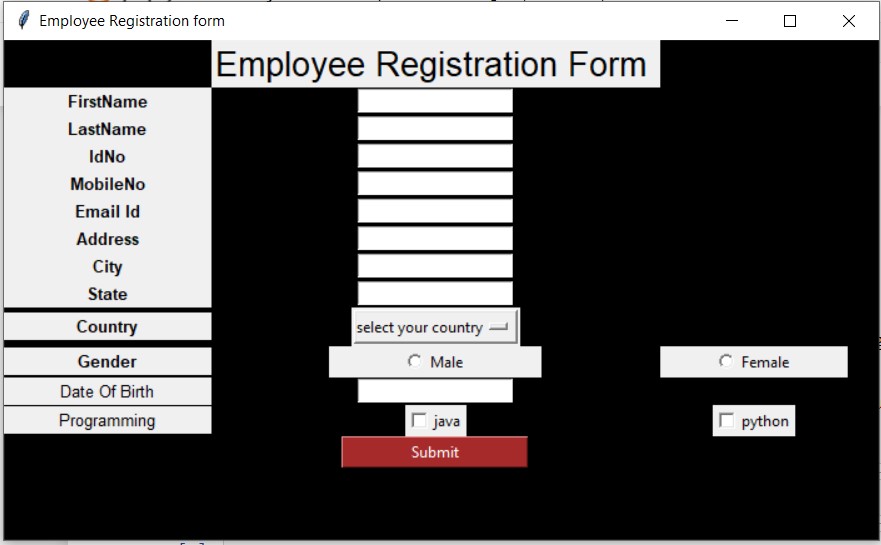 Employee Registration form
Employee Registration Form
FirstName
LastName
IdNo
MobileNo
Email Id
Address
City
State
Country select your country
Gender Male Female
Date Of Birth
Programming java python
Submit